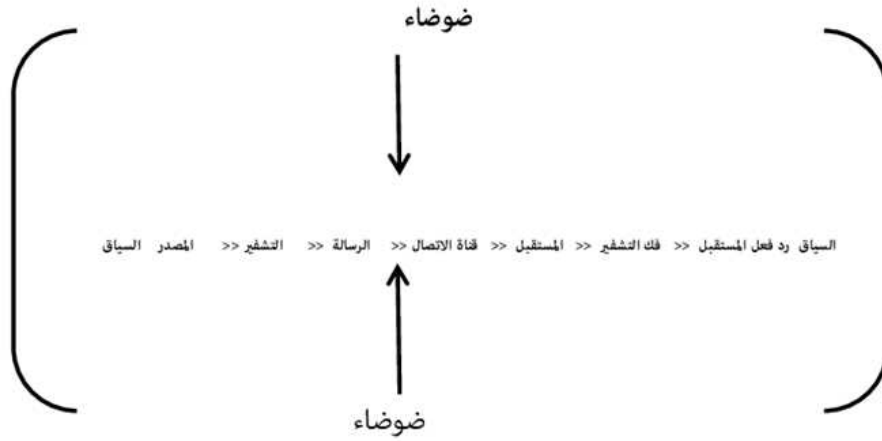 ضوضاء
السياق رد فعل المستقبل << فك التشفير << المستقبل << قناة الاتصال << الرسالة << التشفير << المصدر السياق
ضوضاء